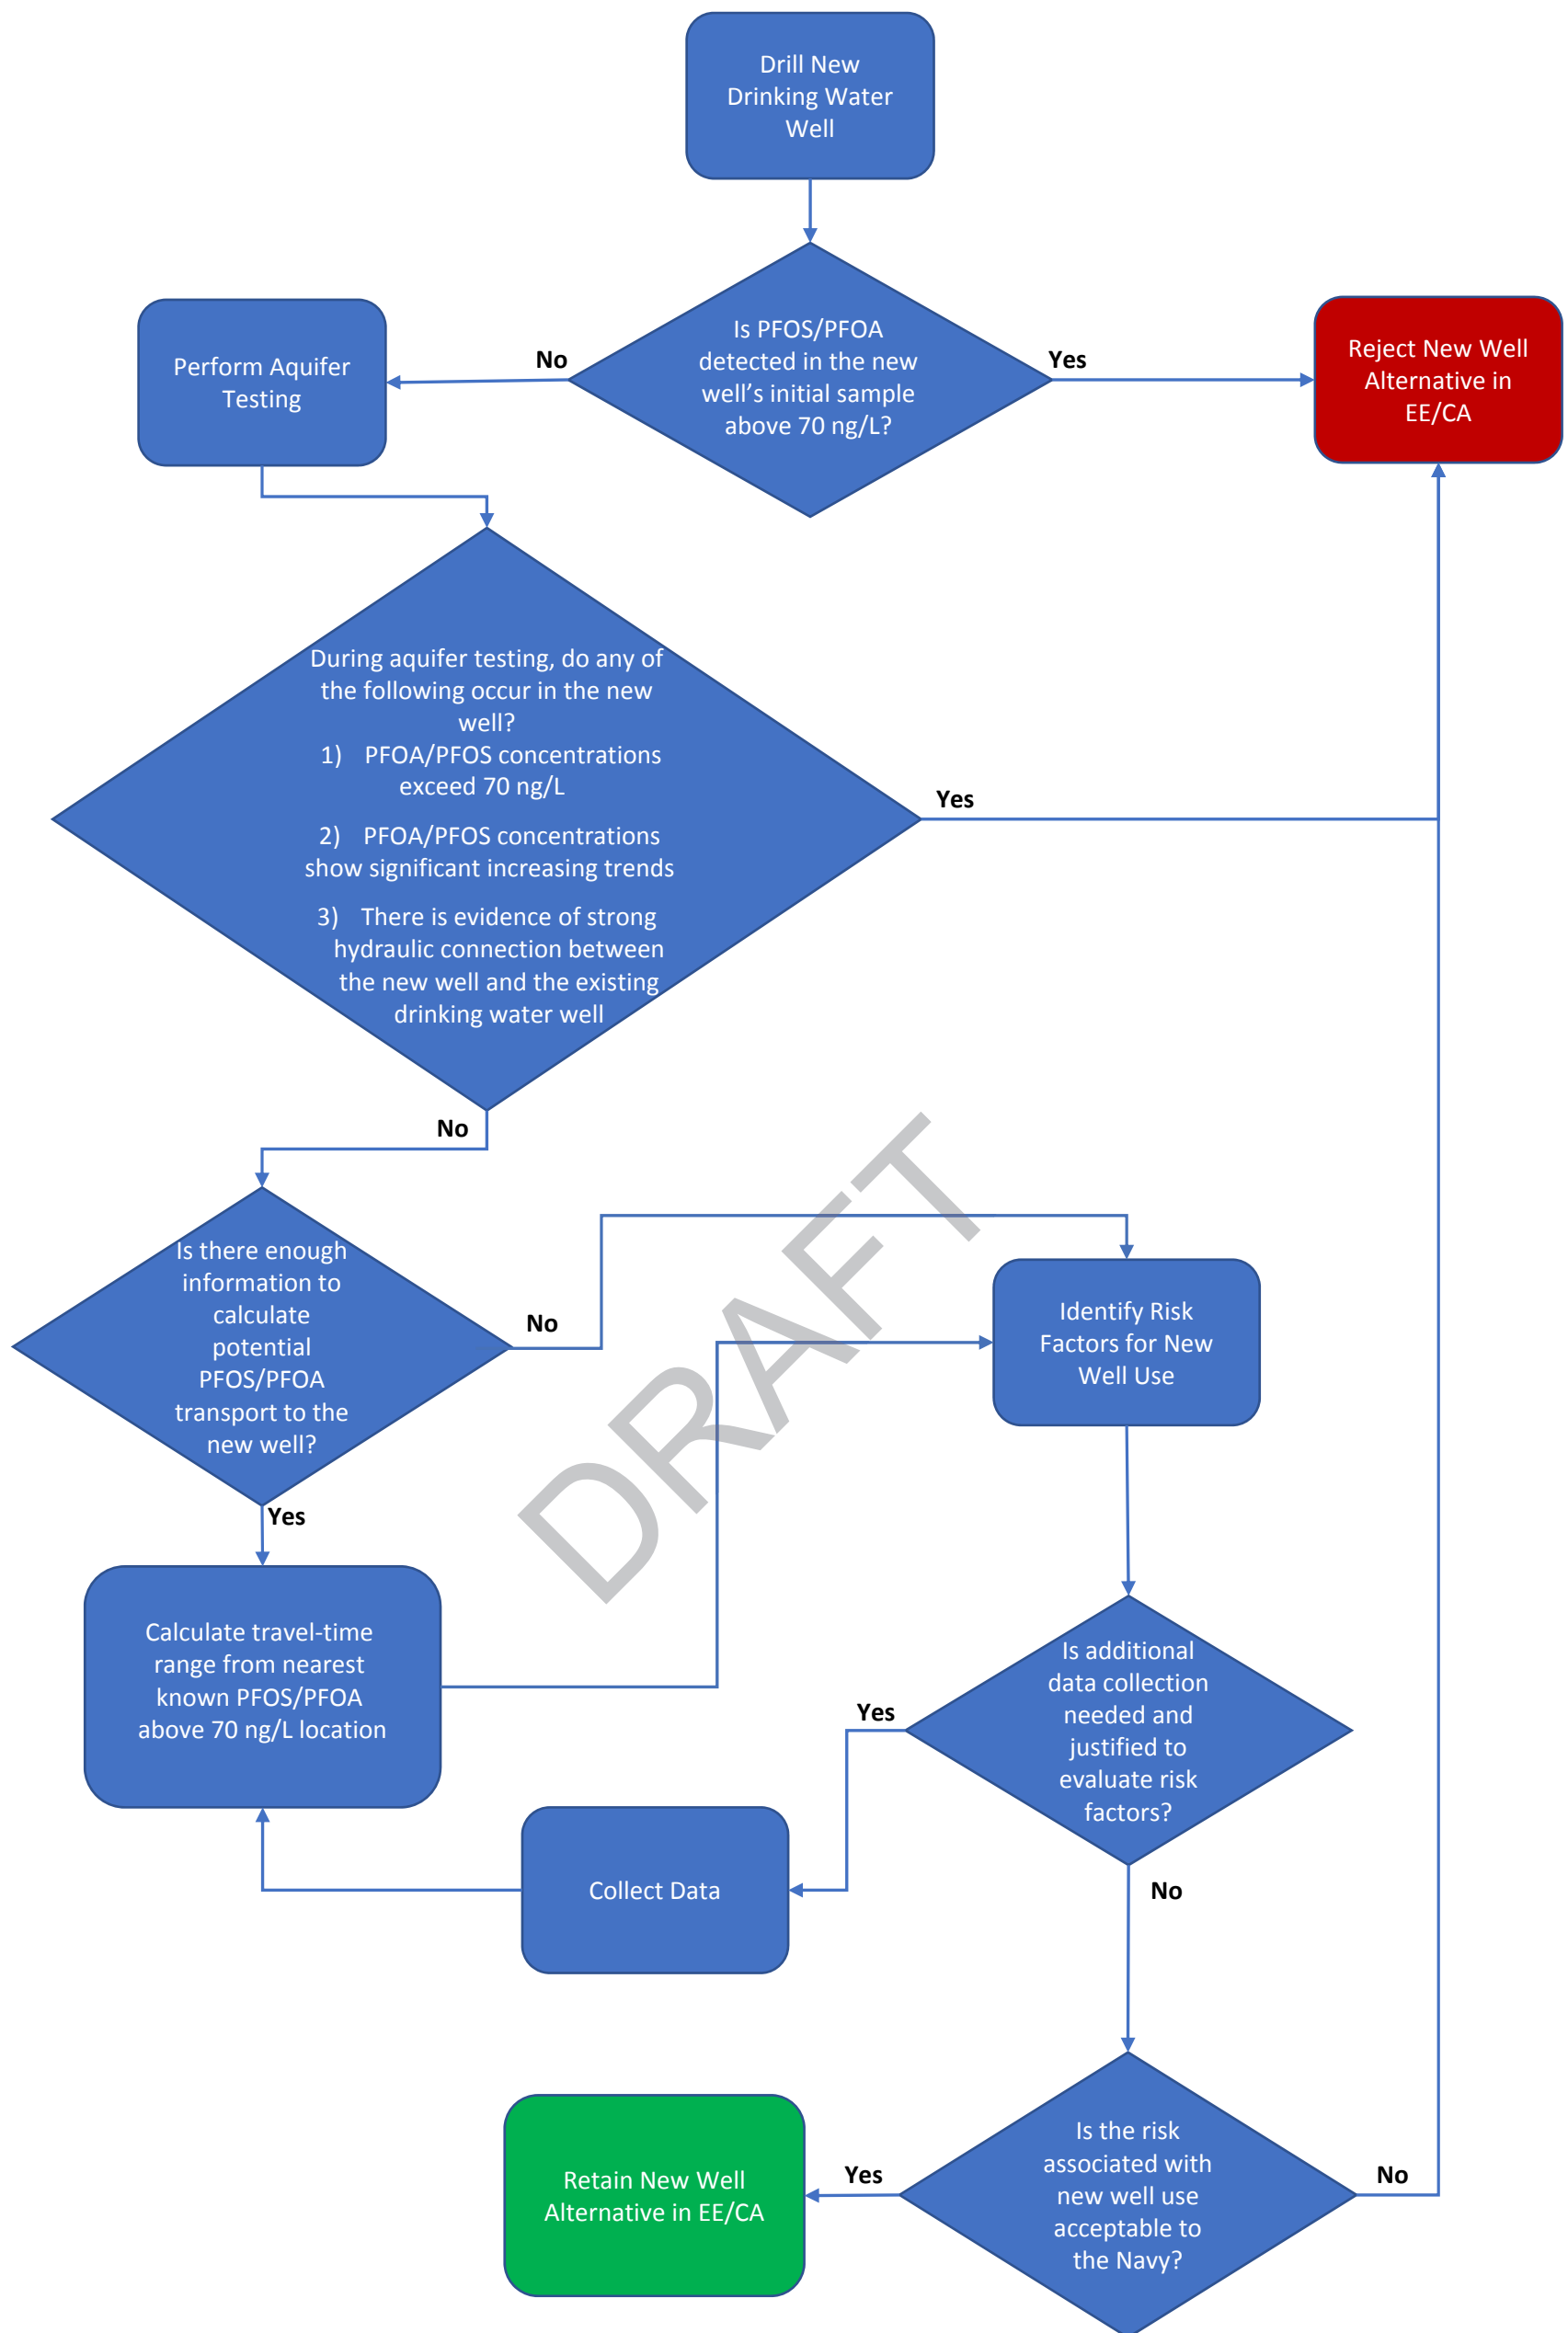 Drill New
Drinking Water
Well
Is PFOS/PFOA
detected in the new
well’s initial sample
above 70 ng/L?
No
Yes
Perform Aquifer
Testing
Reject New Well
Alternative in
EE/CA
During aquifer testing, do any of
the following occur in the new
well?
1) PFOA/PFOS concentrations
exceed 70 ng/L
2) PFOA/PFOS concentrations
show significant increasing trends
3) There is evidence of strong
hydraulic connection between
the new well and the existing
drinking water well
Yes
No
Is there enough
information to
calculate
potential
PFOS/PFOA
transport to the
new well?
No
Yes
Identify Risk
Factors for New
Well Use
DRAFT
Calculate travel-time
range from nearest
known PFOS/PFOA
above 70 ng/L location
Is additional
data collection
needed and
justified to
evaluate risk
factors?
Yes
No
Collect Data
Is the risk
associated with
new well use
acceptable to
the Navy?
Yes
No
Retain New Well
Alternative in EE/CA